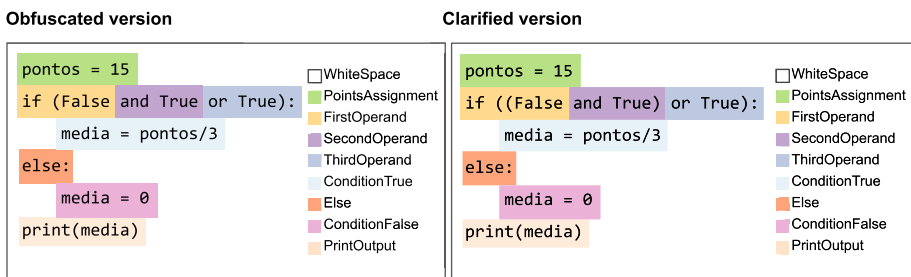 Obfuscated version
pontos = 15
if (False and True or True):
media = pontos/3
else:
media = 0
print(media)
WhiteSpace
PointsAssignment
FirstOperand
SecondOperand
ThirdOperand
ConditionTrue
Else
ConditionFalse
PrintOutput
Clarified version
pontos = 15
if ((False and True) or True):
media = pontos/3
else:
media = 0
print(media)
WhiteSpace
PointsAssignment
FirstOperand
SecondOperand
ThirdOperand
ConditionTrue
Else
ConditionFalse
PrintOutput